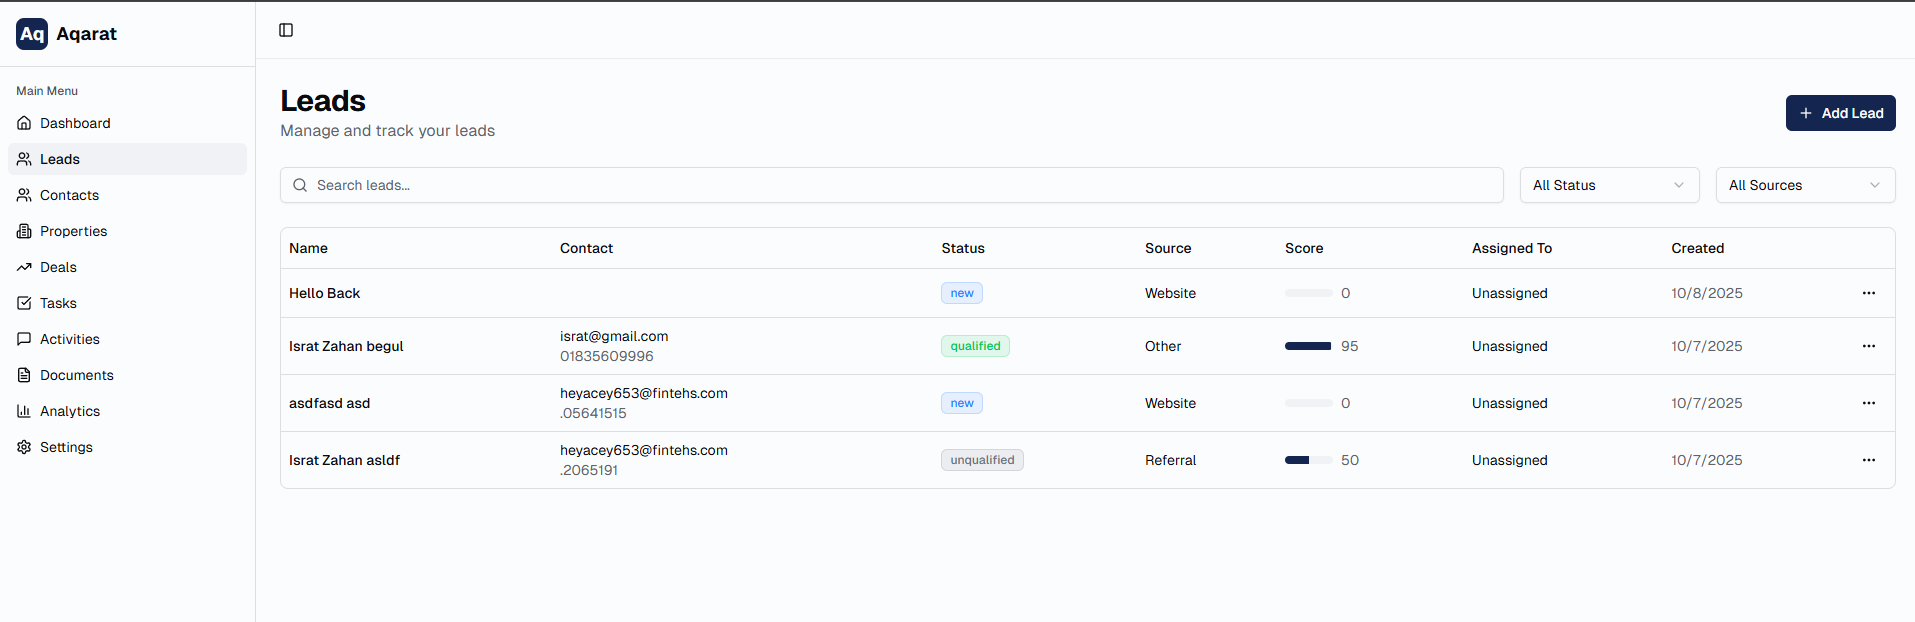 Aq Aqarat
Main Menu
Dashboard
Leads
Contacts
Properties
Deals
Tasks
Activities
Documents
Analytics
Settings
Leads
Manage and track your leads
+ Add Lead
Search leads...
All Status
All Sources
Name Contact Status Source Score Assigned To Created
Hello Back new Website 0 Unassigned 10/8/2025
Israt Zahan begul israt@gmail.com qualified Other 95 Unassigned 10/7/2025
01835609996
asdfasd asd heyacey653@fintehs.com new Website 0 Unassigned 10/7/2025
.05641515
Israt Zahan asldf heyacey653@fintehs.com unqualified Referral 50 Unassigned 10/7/2025
.2065191